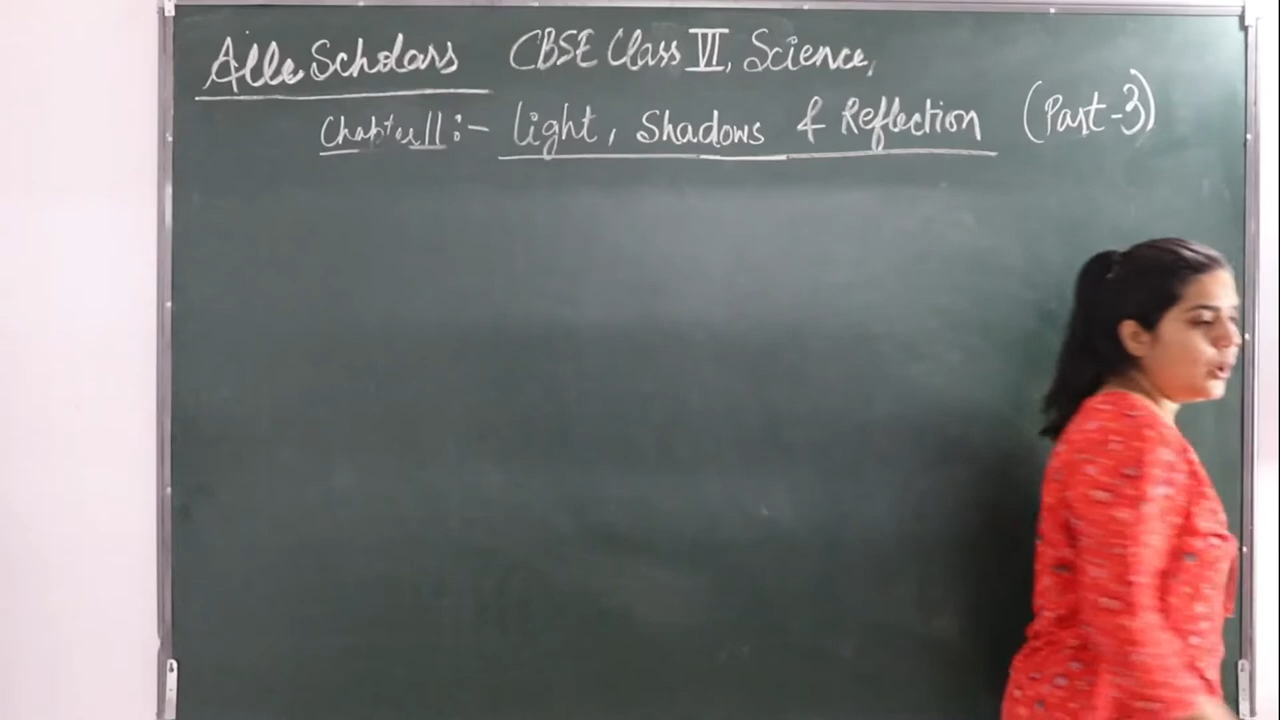 Alle Scholars CBSE Class VI, Science,
Chapter 11:- Light, Shadows & Reflection (Part-3)